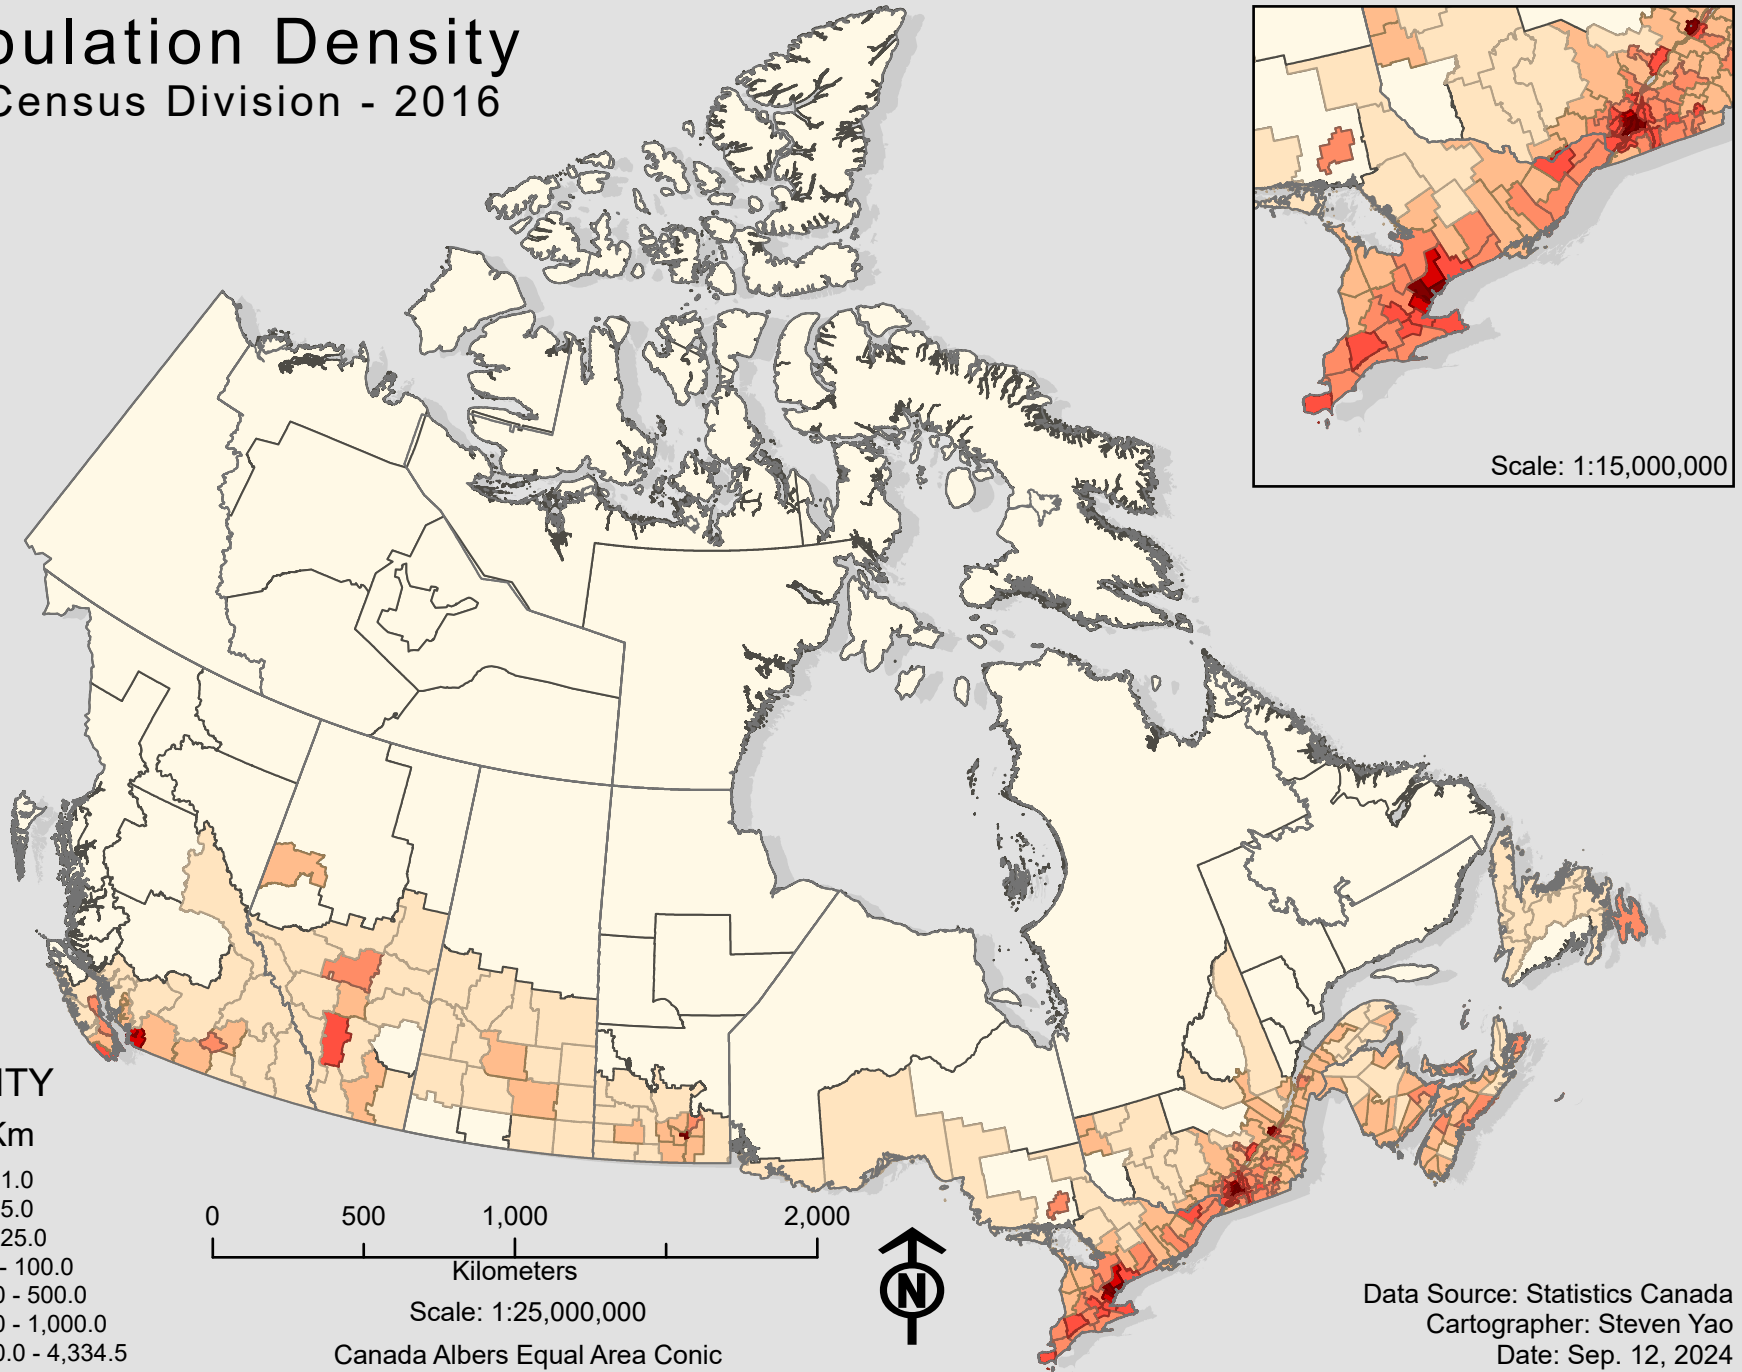 pulation Density
Census Division - 2016
Scale: 1:15,000,000
ITY
Km
1.0
5.0
25.0
- 100.0
0 - 500.0
0 - 1,000.0
0.0 - 4,334.5
0 500 1,000 2,000
Kilometers
Scale: 1:25,000,000
Canada Albers Equal Area Conic
N
Data Source: Statistics Canada
Cartographer: Steven Yao
Date: Sep. 12, 2024